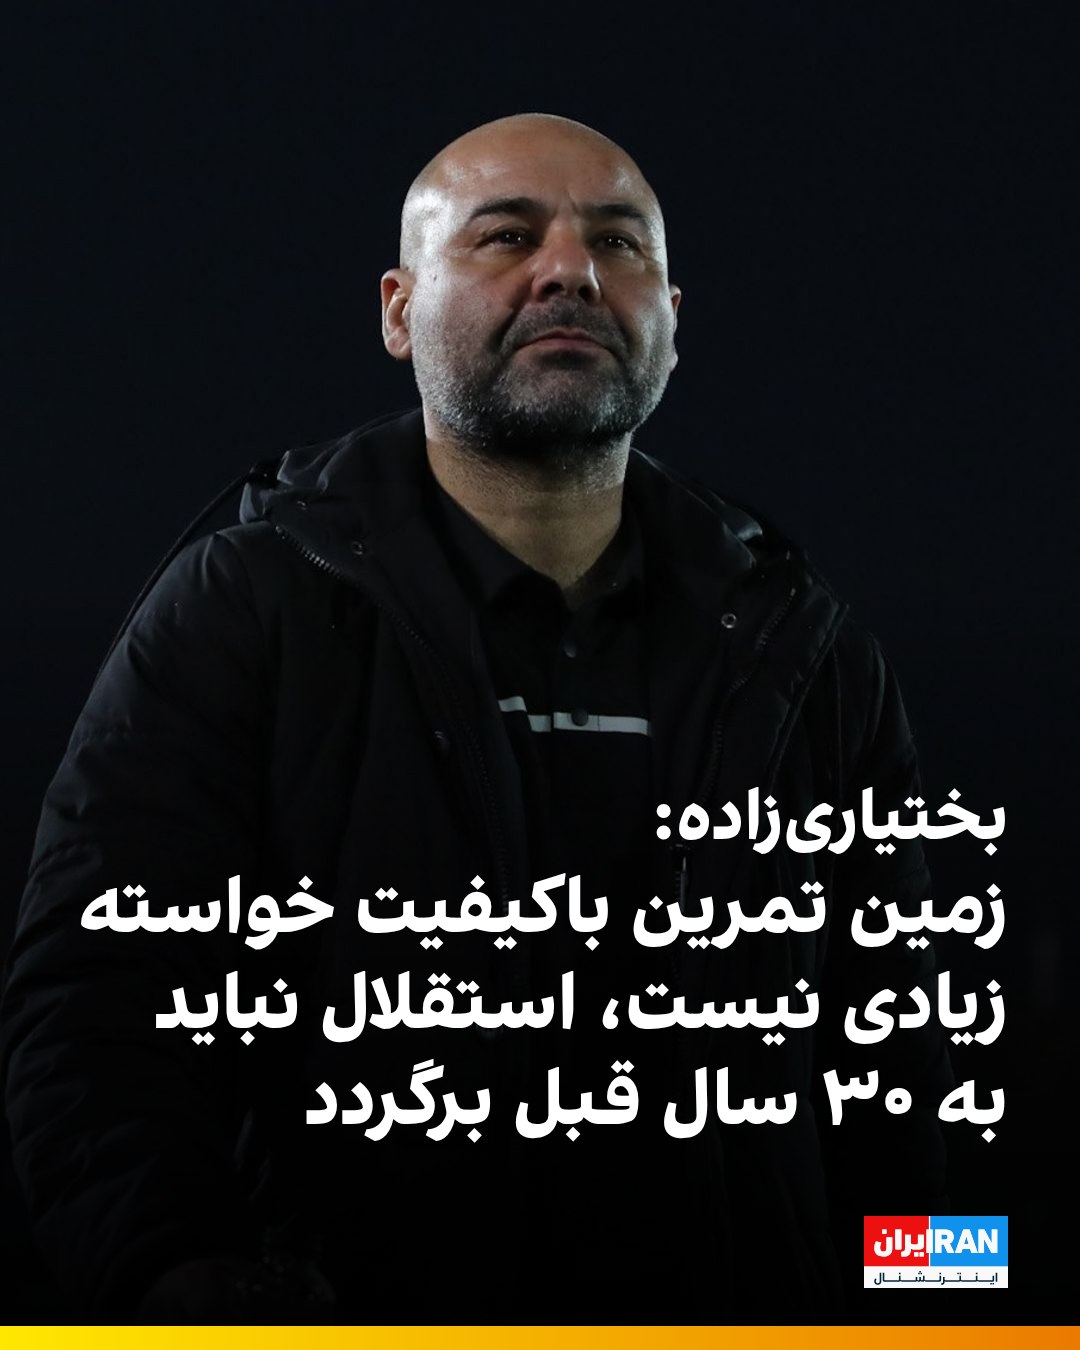 بختیاری‌زاده:
زمین تمرین باکیفیت خواسته
زیادی نیست، استقلال نباید
به ۳۰ سال قبل برگردد
ایران IRAN
اینترنشنال